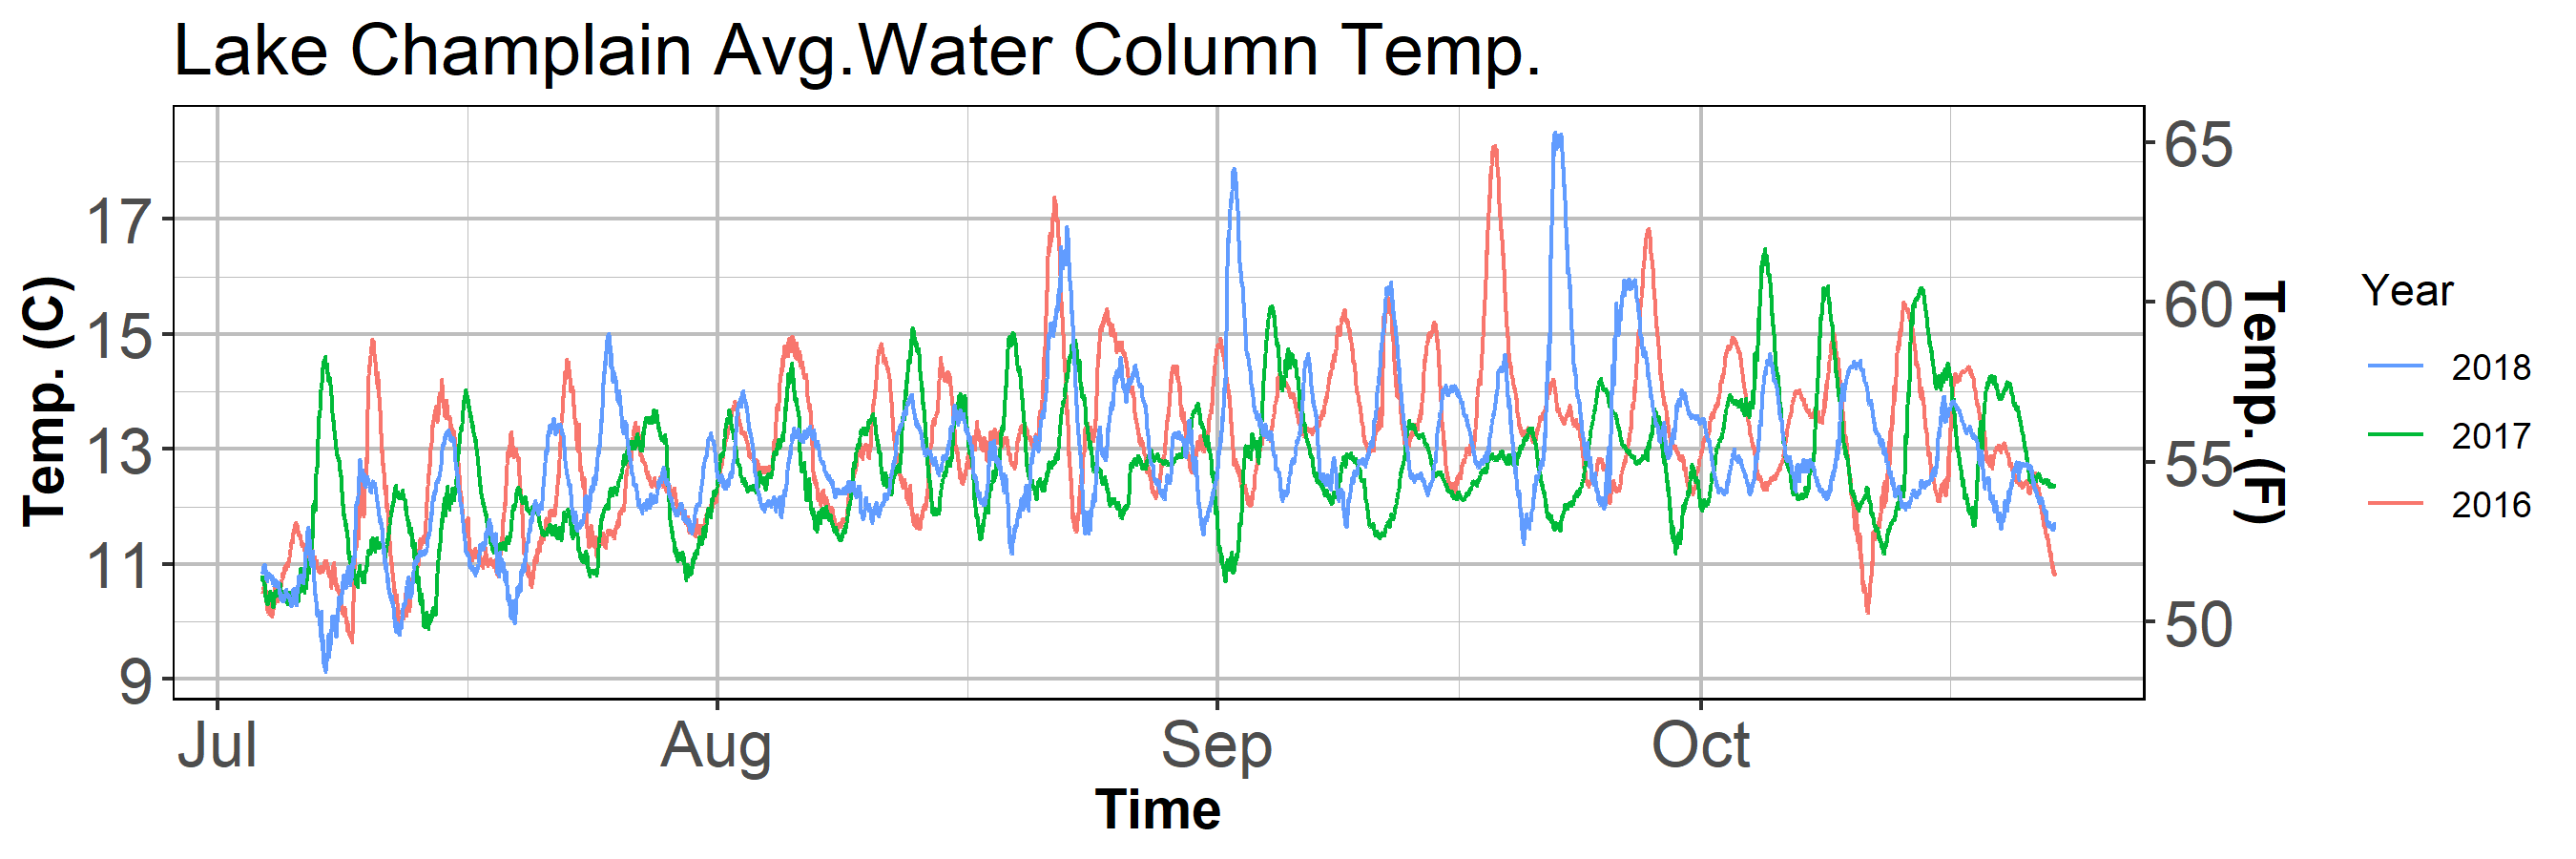 Lake Champlain Avg.Water Column Temp.
Temp. (C)
17
15
13
11
9
Jul Aug Sep Oct
Time
65
60
55
50
Temp. (F)
Year
2018
2017
2016